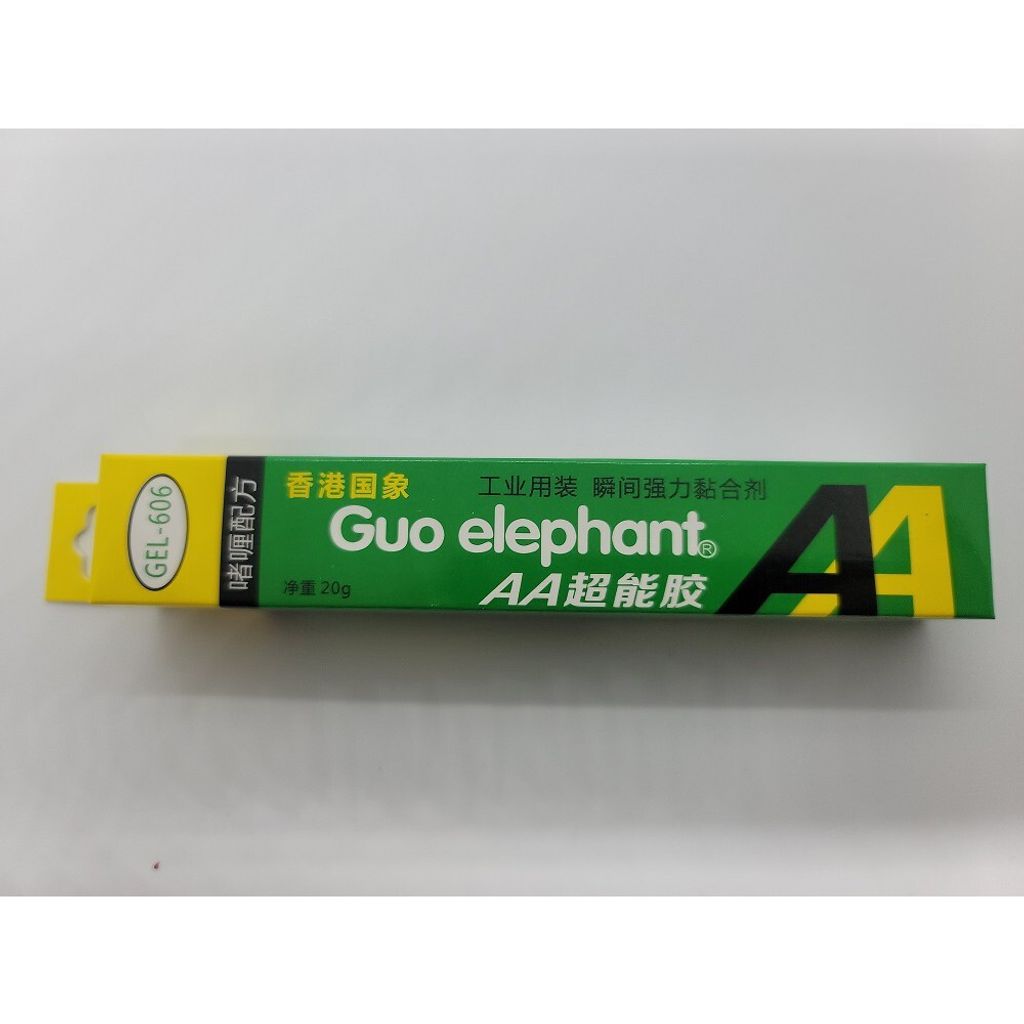 GEL-606
啫喱配方
香港国象
工业用装 瞬间强力黏合剂
Guo elephant®
净重 20g
AA超能胶
AA